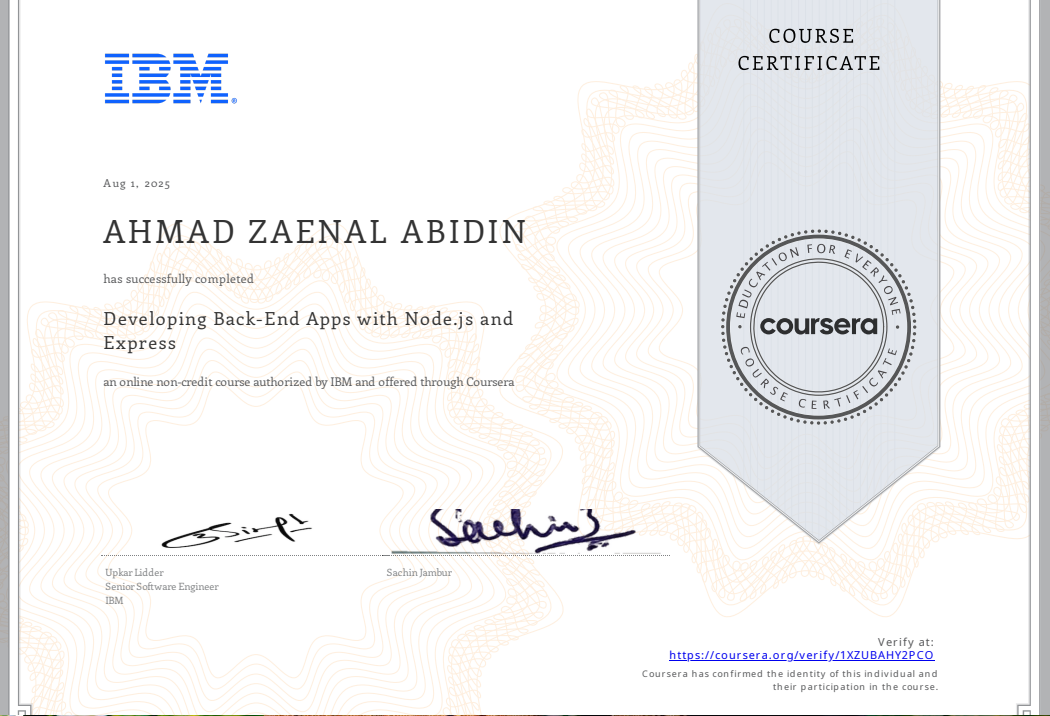 COURSE
CERTIFICATE
IBM®
Aug 1, 2025
AHMAD ZAENAL ABIDIN
has successfully completed
Developing Back-End Apps with Node.js and
Express
an online non-credit course authorized by IBM and offered through Coursera
EDUCATION FOR EVERYONE
coursera
COURSE CERTIFICATE
Sachin
Upkar Lidder
Senior Software Engineer
IBM
Sachin Jambur
Verify at:
https://coursera.org/verify/1XZUBAHY2PCO
Coursera has confirmed the identity of this individual and
their participation in the course.